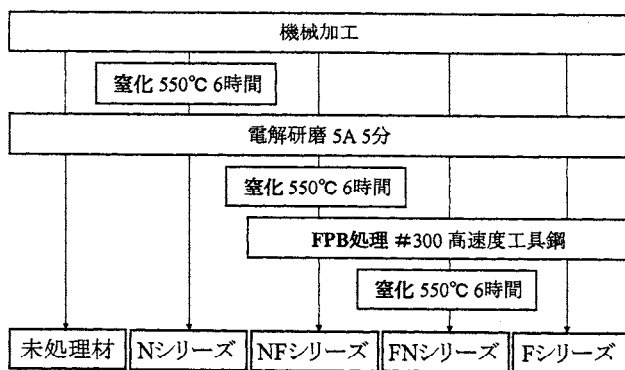 機械加工
窒化 550℃ 6時間
電解研磨 5A 5分
窒化 550℃ 6時間
FPB処理 #300 高速度工具鋼
窒化 550℃ 6時間
未処理材
Nシリーズ
NFシリーズ
FNシリーズ
Fシリーズ